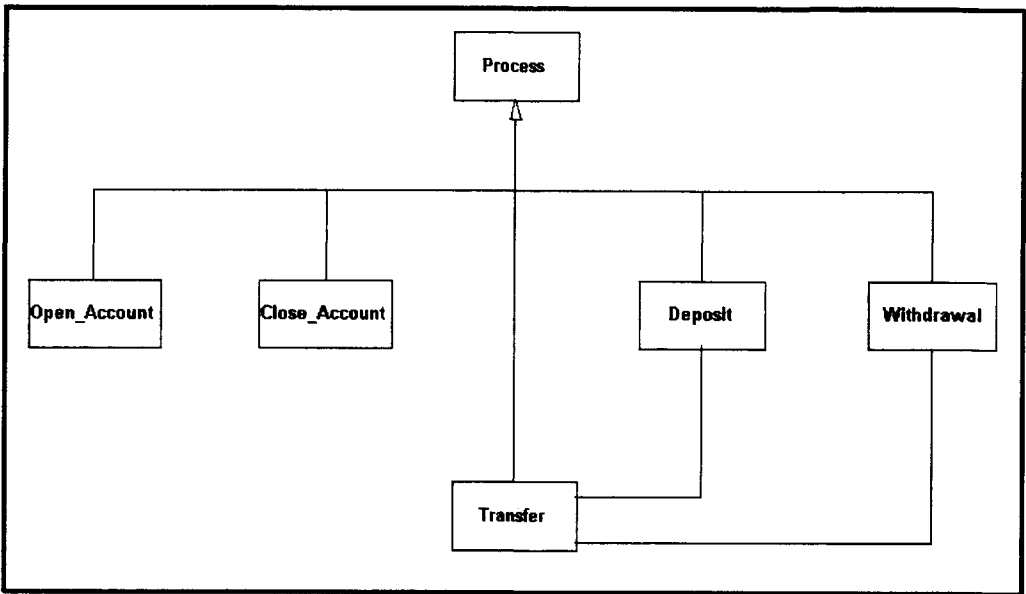 Process
Open_Account
Close_Account
Deposit
Withdrawal
Transfer